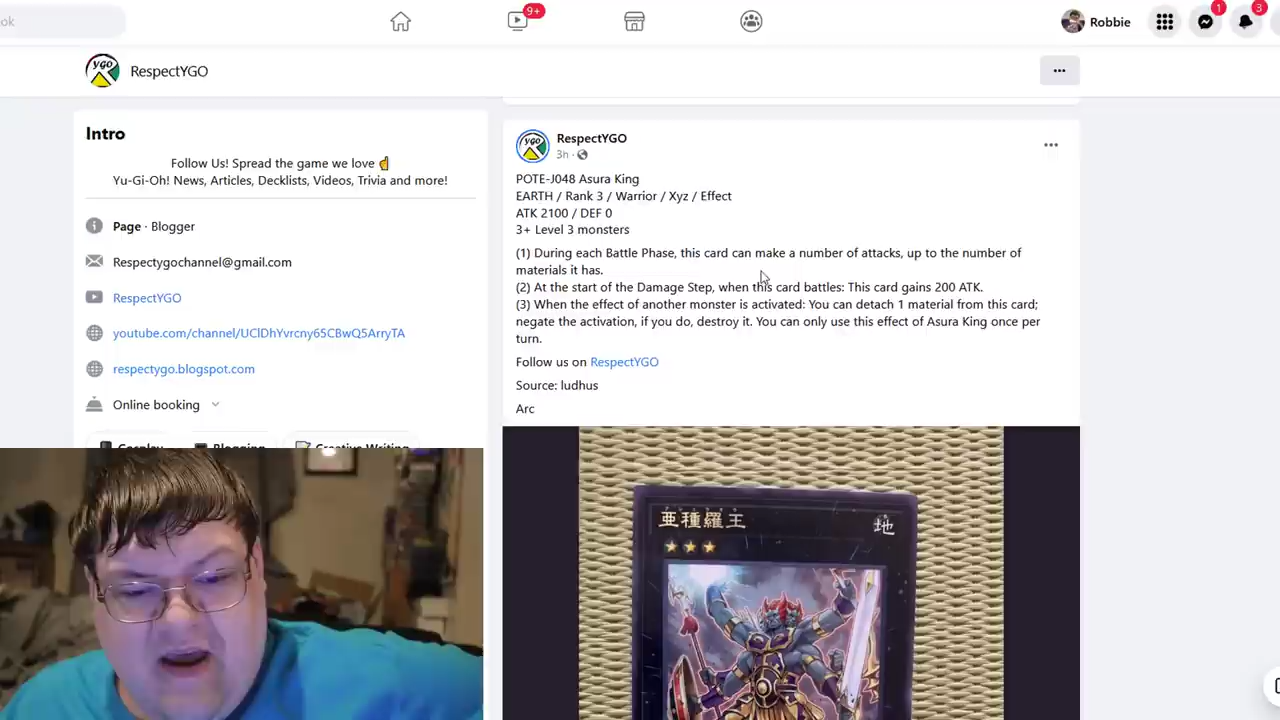 ok
9+
Robbie
1
3
RespectYGO
Intro
Follow Us! Spread the game we love
Yu-Gi-Oh! News, Articles, Decklists, Videos, Trivia and more!
Page · Blogger
Respectygochannel@gmail.com
RespectYGO
youtube.com/channel/UClDhYvrcny65CBwQ5ArryTA
respectygo.blogspot.com
Online booking
Cosplay
Blogging
Creative Writing
YGO
RespectYGO
3h ·
POTE-J048 Asura King
EARTH / Rank 3 / Warrior / Xyz / Effect
ATK 2100 / DEF 0
3+ Level 3 monsters
(1) During each Battle Phase, this card can make a number of attacks, up to the number of
materials it has.
(2) At the start of the Damage Step, when this card battles: This card gains 200 ATK.
(3) When the effect of another monster is activated: You can detach 1 material from this card;
negate the activation, if you do, destroy it. You can only use this effect of Asura King once per
turn.
Follow us on RespectYGO
Source: ludhus
Arc
亜種羅王
地